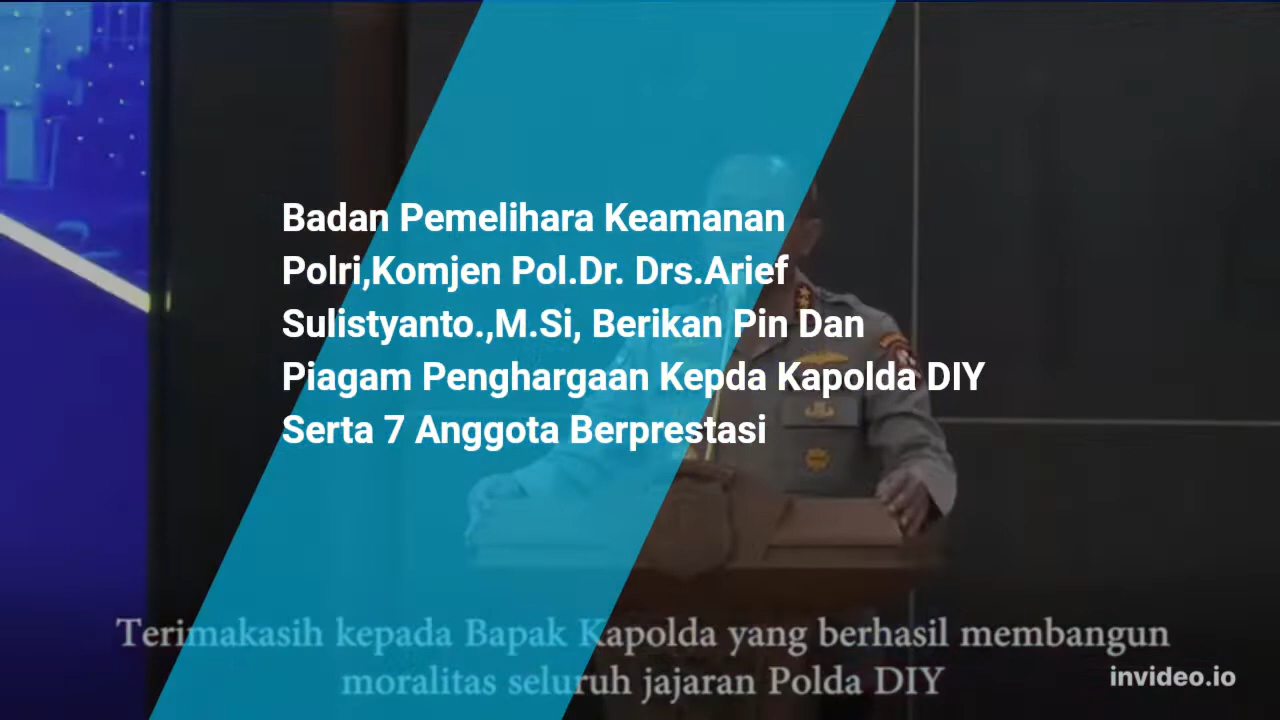 Badan Pemelihara Keamanan
Polri,Komjen Pol.Dr. Drs.Arief
Sulistyanto.,M.Si, Berikan Pin Dan
Piagam Penghargaan Kepda Kapolda DIY
Serta 7 Anggota Berprestasi
Terimakasih kepada Bapak Kapolda yang berhasil membangun
moralitas seluruh jajaran Polda DIY
invideo.io